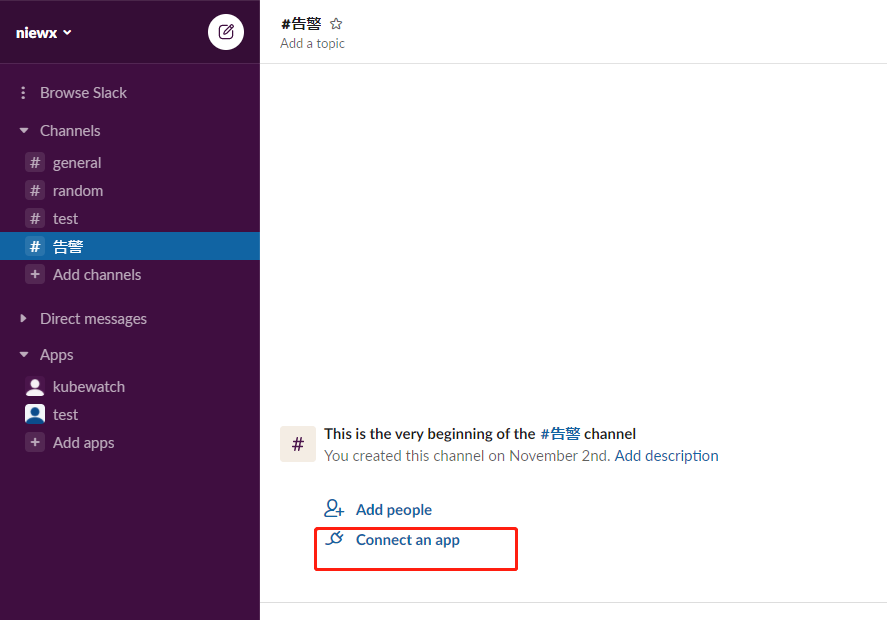 niewx
Browse Slack
Channels
# general
# random
# test
# 告警
+ Add channels
Direct messages
Apps
kubewatch
test
+ Add apps
#告警
Add a topic
#
This is the very beginning of the #告警 channel
You created this channel on November 2nd. Add description
Add people
Connect an app